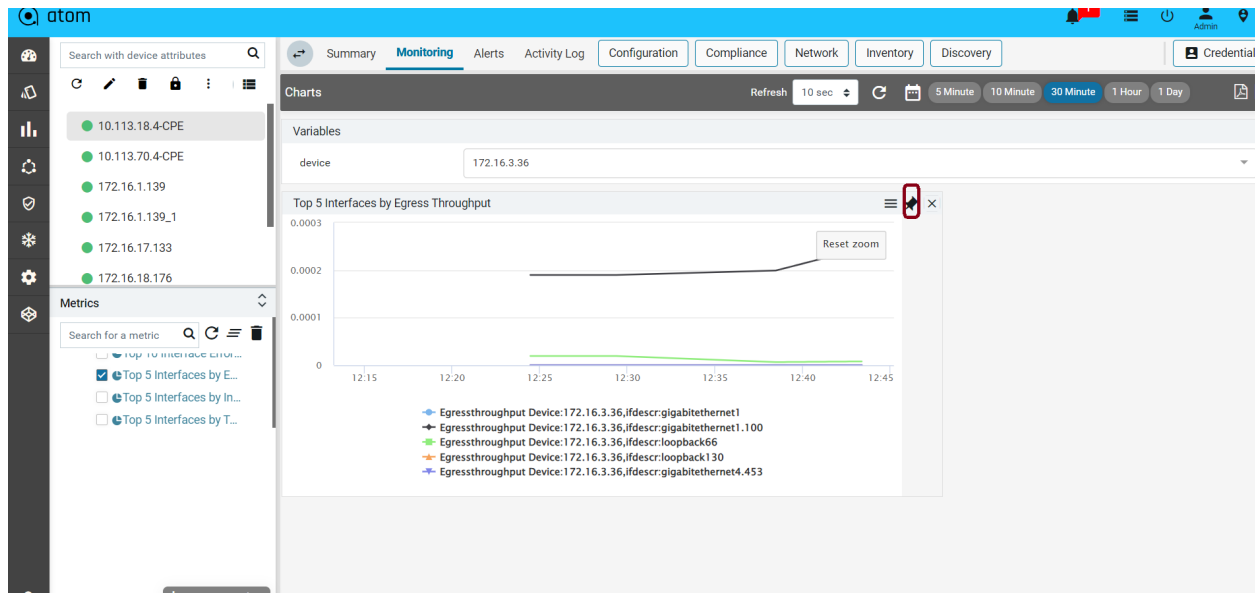 atom
Admin
Search with device attributes
10.113.18.4-CPE
10.113.70.4-CPE
172.16.1.139
172.16.1.139_1
172.16.17.133
172.16.18.176
Metrics
Search for a metric
Top 10 Interface Error...
Top 5 Interfaces by E...
Top 5 Interfaces by In...
Top 5 Interfaces by T...
Summary Monitoring Alerts Activity Log Configuration Compliance Network Inventory Discovery Credential
Charts Refresh 10 sec 5 Minute 10 Minute 30 Minute 1 Hour 1 Day
Variables
device 172.16.3.36
Top 5 Interfaces by Egress Throughput
Reset zoom
0.0003
0.0002
0.0001
0
12:15 12:20 12:25 12:30 12:35 12:40 12:45
Egressthroughput Device:172.16.3.36,ifdescr:gigabitethernet1
Egressthroughput Device:172.16.3.36,ifdescr:gigabitethernet1.100
Egressthroughput Device:172.16.3.36,ifdescr:loopback66
Egressthroughput Device:172.16.3.36,ifdescr:loopback130
Egressthroughput Device:172.16.3.36,ifdescr:gigabitethernet4.453